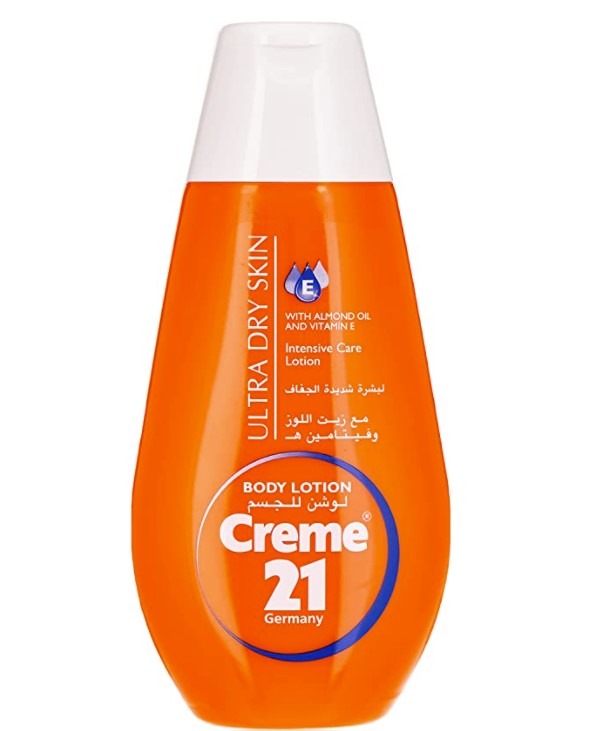 ULTRA DRY SKIN
E
WITH ALMOND OIL
AND VITAMIN E
Intensive Care
Lotion
لبشرة شديدة الجفاف
مع زيت اللوز
وفيتامين هـ
BODY LOTION
لوشن للجسم
Creme®
21
Germany